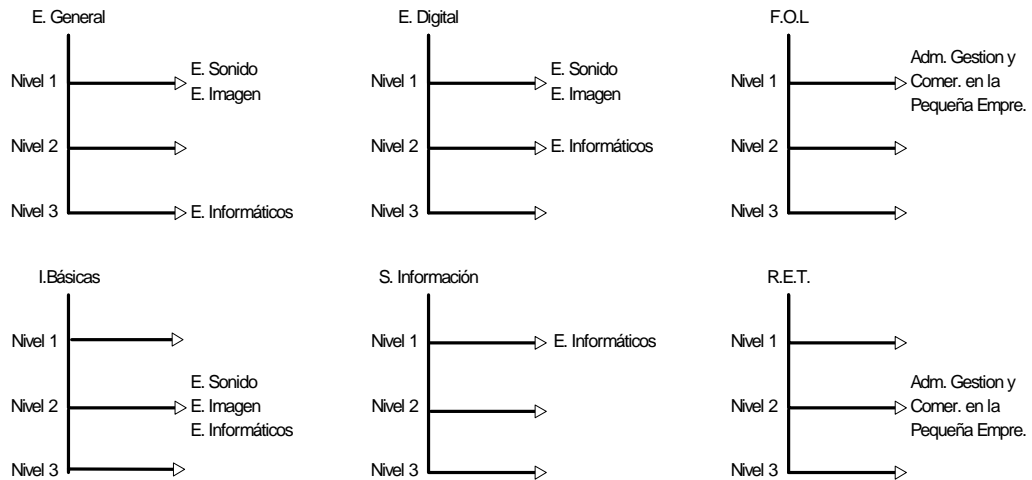 E. General
Nivel 1
E. Sonido
E. Imagen
Nivel 2
Nivel 3
E. Informáticos
E. Digital
Nivel 1
E. Sonido
E. Imagen
Nivel 2
E. Informáticos
Nivel 3
F.O.L
Nivel 1
Adm. Gestion y
Comer. en la
Pequeña Empre.
Nivel 2
Nivel 3
I.Básicas
Nivel 1
Nivel 2
E. Sonido
E. Imagen
E. Informáticos
Nivel 3
S. Información
Nivel 1
E. Informáticos
Nivel 2
Nivel 3
R.E.T.
Nivel 1
Nivel 2
Adm. Gestion y
Comer. en la
Pequeña Empre.
Nivel 3